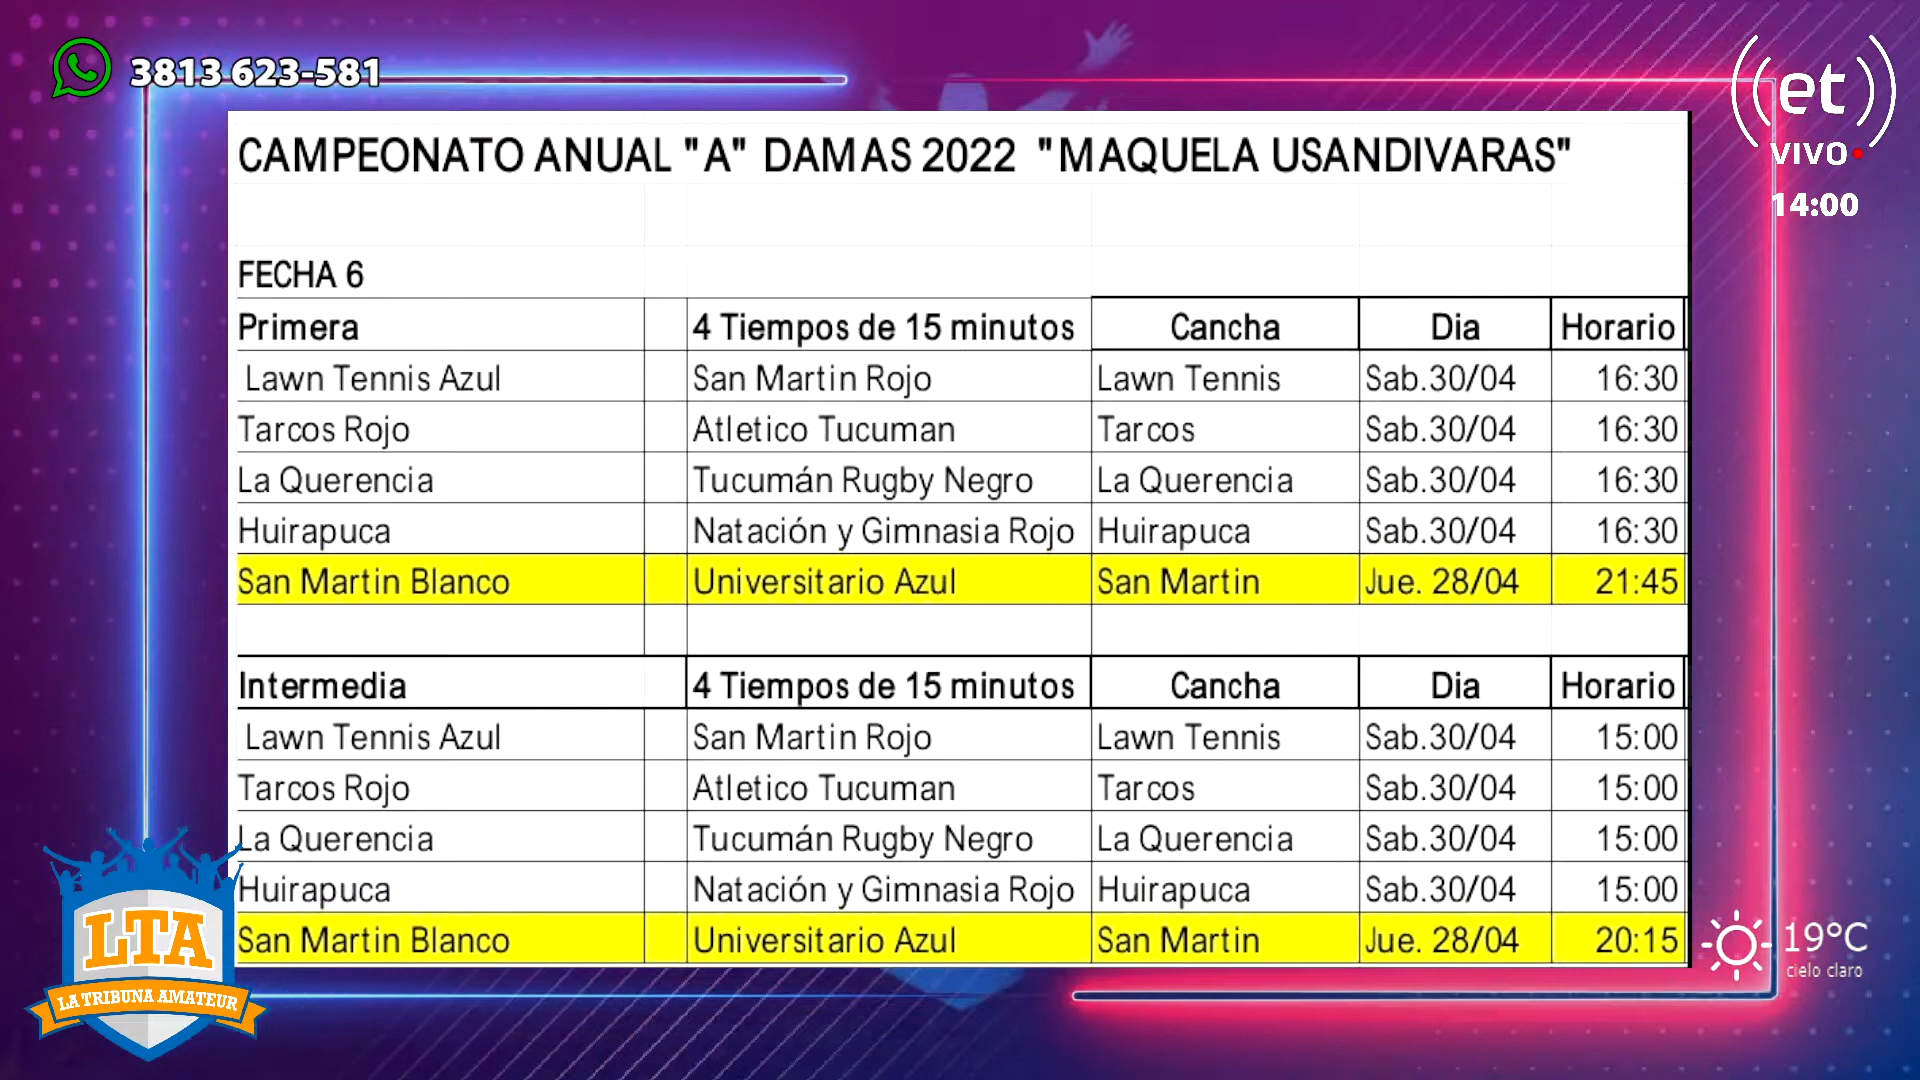 3813 623-581
et
VIVO
14:00
CAMPEONATO ANUAL "A" DAMAS 2022 "MAQUELA USANDIVARAS"
FECHA 6
Primera 4 Tiempos de 15 minutos Cancha Dia Horario
Lawn Tennis Azul San Martin Rojo Lawn Tennis Sab.30/04 16:30
Tarcos Rojo Atletico Tucuman Tarcos Sab.30/04 16:30
La Querencia Tucumán Rugby Negro La Querencia Sab.30/04 16:30
Huirapuca Natación y Gimnasia Rojo Huirapuca Sab.30/04 16:30
San Martin Blanco Universitario Azul San Martin Jue. 28/04 21:45
Intermedia 4 Tiempos de 15 minutos Cancha Dia Horario
Lawn Tennis Azul San Martin Rojo Lawn Tennis Sab.30/04 15:00
Tarcos Rojo Atletico Tucuman Tarcos Sab.30/04 15:00
La Querencia Tucumán Rugby Negro La Querencia Sab.30/04 15:00
Huirapuca Natación y Gimnasia Rojo Huirapuca Sab.30/04 15:00
San Martin Blanco Universitario Azul San Martin Jue. 28/04 20:15
LTA
LA TRIBUNA AMATEUR
19°C
cielo claro